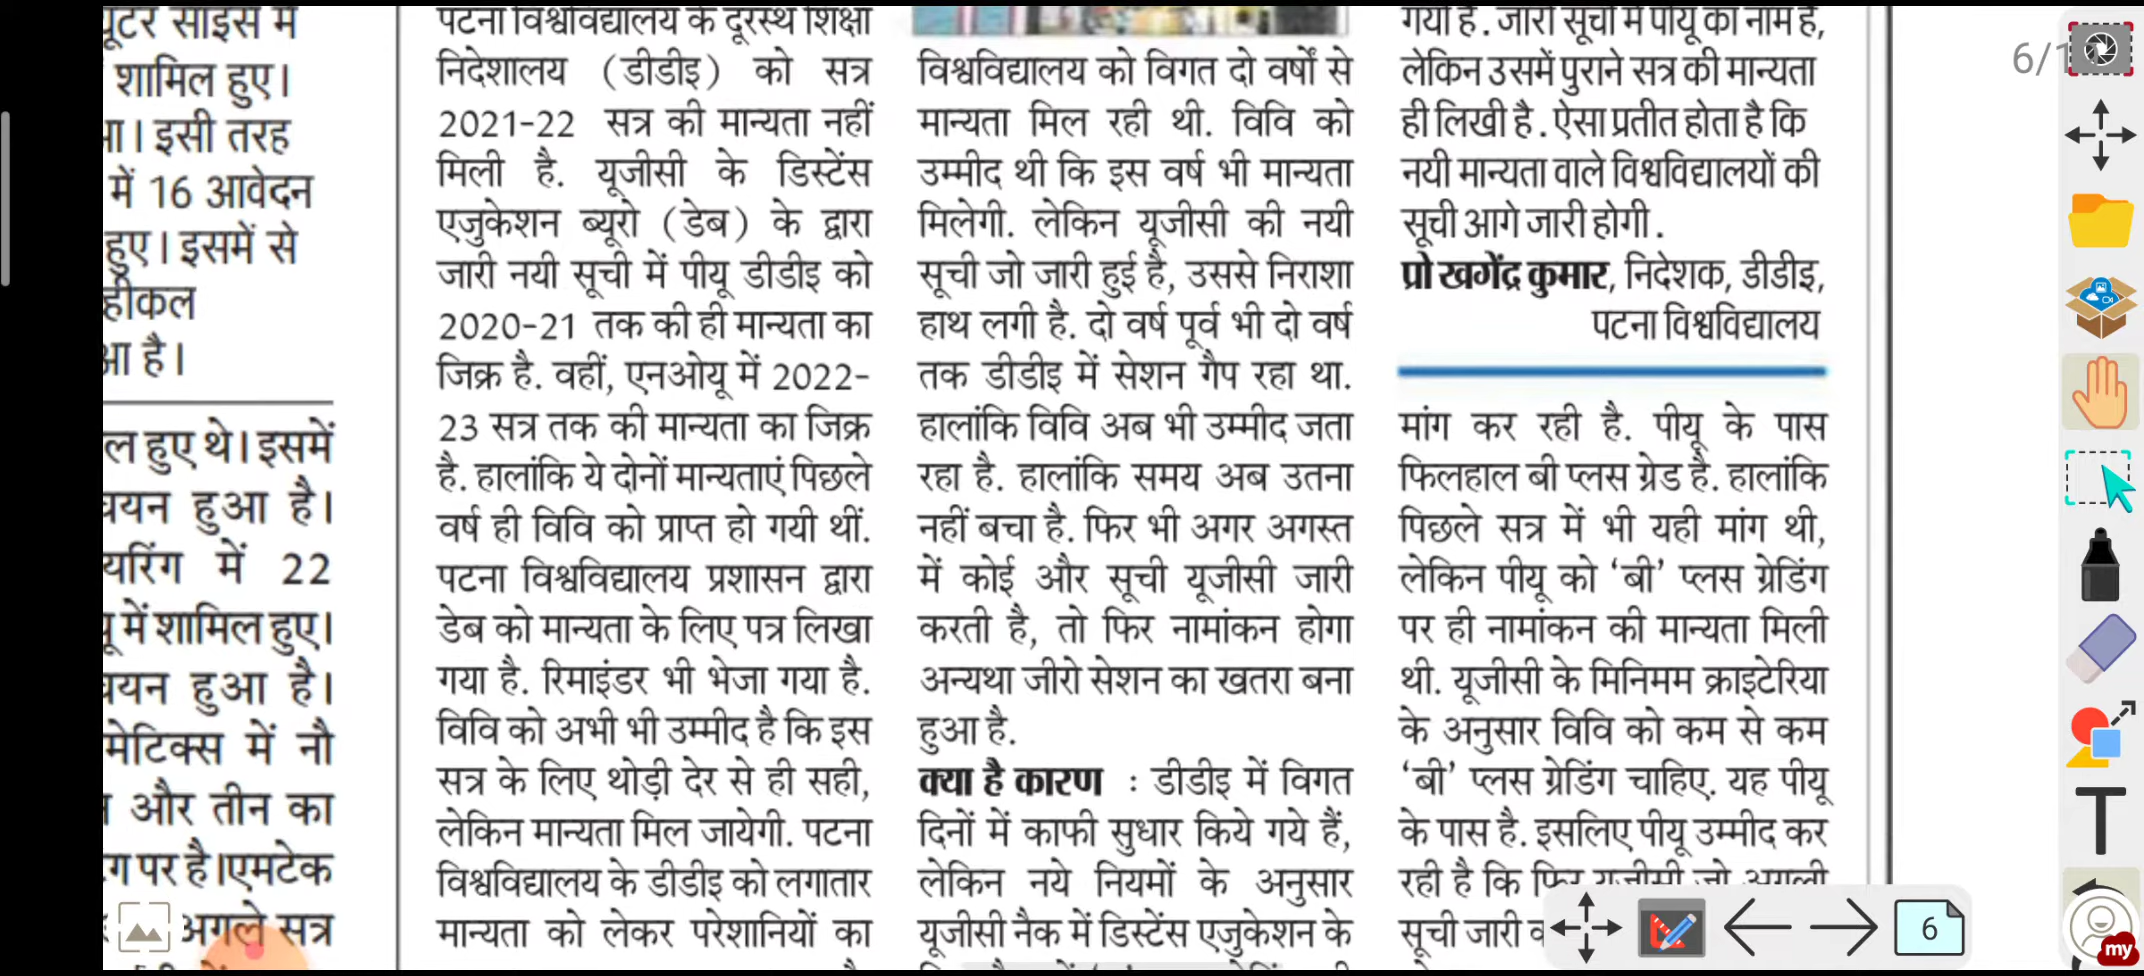 शामिल हुए।
इसी तरह
में 16 आवेदन
हुए। इसमें से
है।
हुए थे। इसमें
हुआ है।
में 22
में शामिल हुए।
हुआ है।
में नौ
और तीन का
पर है।एमटेक
अगले सत्र
पटना विश्वविद्यालय के दूरस्थ शिक्षा
निदेशालय (डीडीइ) को सत्र
2021-22 सत्र की मान्यता नहीं
मिली है. यूजीसी के डिस्टेंस
एजुकेशन ब्यूरो (डेब) के द्वारा
जारी नयी सूची में पीयू डीडीइ को
2020-21 तक की ही मान्यता का
जिक्र है. वहीं, एनओयू में 2022-
23 सत्र तक की मान्यता का जिक्र
है. हालांकि ये दोनों मान्यताएं पिछले
वर्ष ही विवि को प्राप्त हो गयी थीं.
पटना विश्वविद्यालय प्रशासन द्वारा
डेब को मान्यता के लिए पत्र लिखा
गया है. रिमाइंडर भी भेजा गया है.
विवि को अभी भी उम्मीद है कि इस
सत्र के लिए थोड़ी देर से ही सही,
लेकिन मान्यता मिल जायेगी. पटना
विश्वविद्यालय के डीडीइ को लगातार
मान्यता को लेकर परेशानियों का
विश्वविद्यालय को विगत दो वर्षों से
मान्यता मिल रही थी. विवि को
उम्मीद थी कि इस वर्ष भी मान्यता
मिलेगी. लेकिन यूजीसी की नयी
सूची जो जारी हुई है, उससे निराशा
हाथ लगी है. दो वर्ष पूर्व भी दो वर्ष
तक डीडीइ में सेशन गैप रहा था.
हालांकि विवि अब भी उम्मीद जता
रहा है. हालांकि समय अब उतना
नहीं बचा है. फिर भी अगर अगस्त
में कोई और सूची यूजीसी जारी
करती है, तो फिर नामांकन होगा
अन्यथा जीरो सेशन का खतरा बना
हुआ है.
क्या है कारण : डीडीइ में विगत
दिनों में काफी सुधार किये गये हैं,
लेकिन नये नियमों के अनुसार
यूजीसी नैक में डिस्टेंस एजुकेशन के
गया है. जारी सूची में पीयू का नाम है,
लेकिन उसमें पुराने सत्र की मान्यता
ही लिखी है. ऐसा प्रतीत होता है कि
नयी मान्यता वाले विश्वविद्यालयों की
सूची आगे जारी होगी.
प्रो खगेंद्र कुमार, निदेशक, डीडीइ,
पटना विश्वविद्यालय
मांग कर रही है. पीयू के पास
फिलहाल बी प्लस ग्रेड है. हालांकि
पिछले सत्र में भी यही मांग थी,
लेकिन पीयू को ‘बी’ प्लस ग्रेडिंग
पर ही नामांकन की मान्यता मिली
थी. यूजीसी के मिनिमम क्राइटेरिया
के अनुसार विवि को कम से कम
‘बी’ प्लस ग्रेडिंग चाहिए. यह पीयू
के पास है. इसलिए पीयू उम्मीद कर
रही है कि फिर यूजीसी जो अगली
सूची जारी
6/1
T
6
my